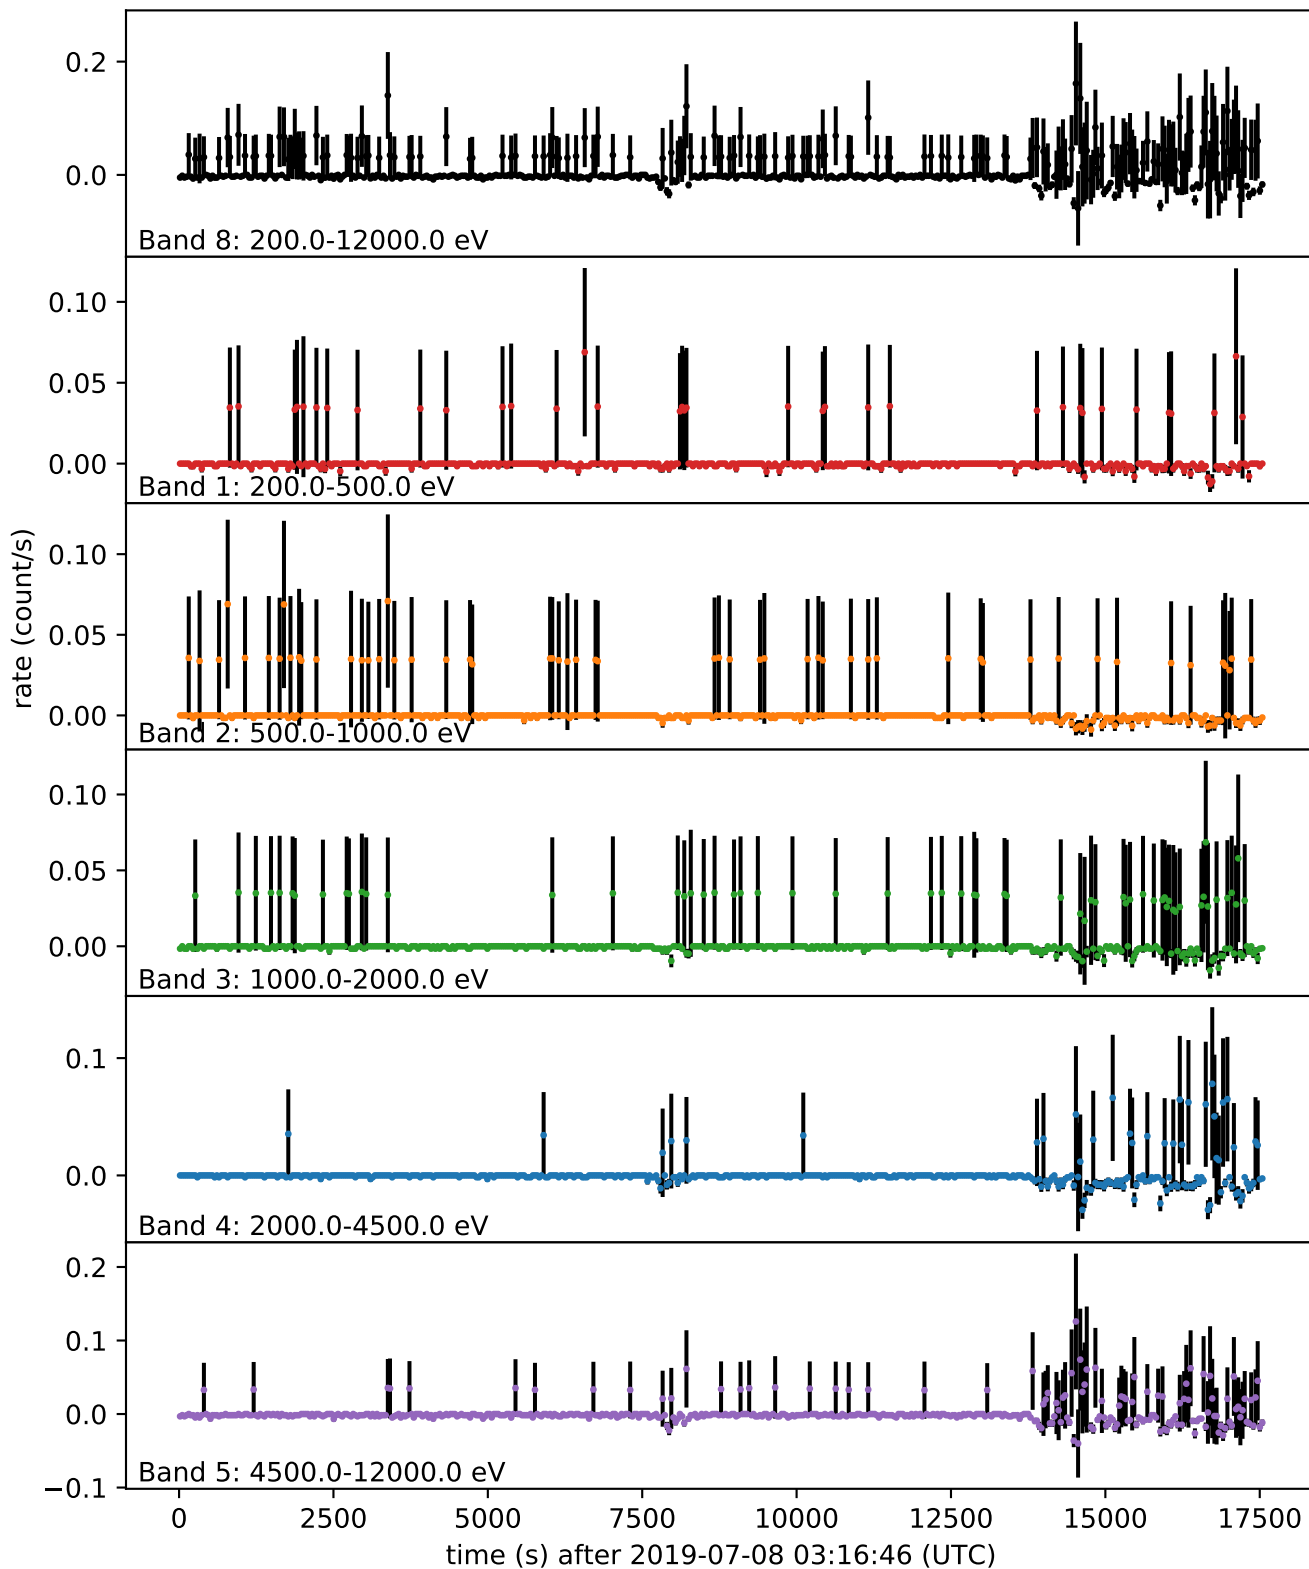 0.2
0.0
Band 8: 200.0-12000.0 eV
0.10
0.05
0.00
Band 1: 200.0-500.0 eV
0.10
0.05
0.00
Band 2: 500.0-1000.0 eV
rate (count/s)
0.10
0.05
0.00
Band 3: 1000.0-2000.0 eV
0.1
0.0
Band 4: 2000.0-4500.0 eV
0.2
0.1
0.0
−0.1
Band 5: 4500.0-12000.0 eV
0 2500 5000 7500 10000 12500 15000 17500
time (s) after 2019-07-08 03:16:46 (UTC)